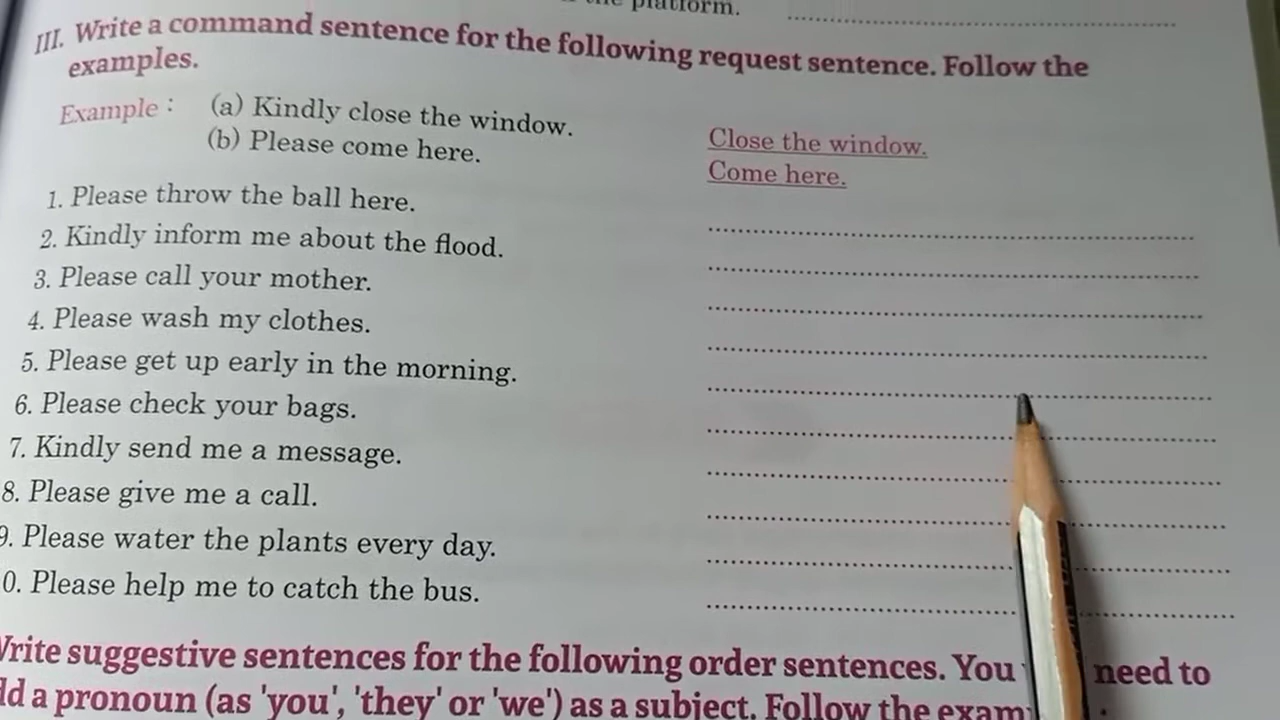 the platform.
III. Write a command sentence for the following request sentence. Follow the
examples.
Example : (a) Kindly close the window.
Close the window.
(b) Please come here.
Come here.
1. Please throw the ball here.
2. Kindly inform me about the flood.
3. Please call your mother.
4. Please wash my clothes.
5. Please get up early in the morning.
6. Please check your bags.
7. Kindly send me a message.
8. Please give me a call.
9. Please water the plants every day.
0. Please help me to catch the bus.
Write suggestive sentences for the following order sentences. You need to
a pronoun (as 'you', 'they' or 'we') as a subject. Follow the